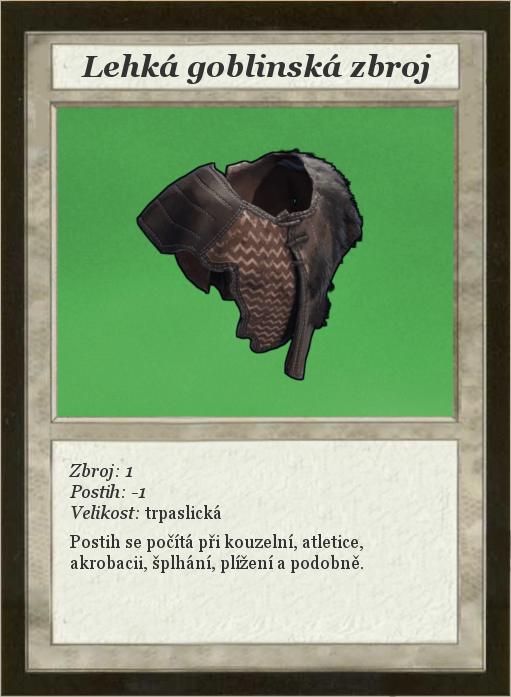 Lehká goblinská zbroj
Zbroj: 1
Postih: -1
Velikost: trpaslická
Postih se počítá při kouzelní, atletice,
akrobacii, šplhání, plížení a podobně.